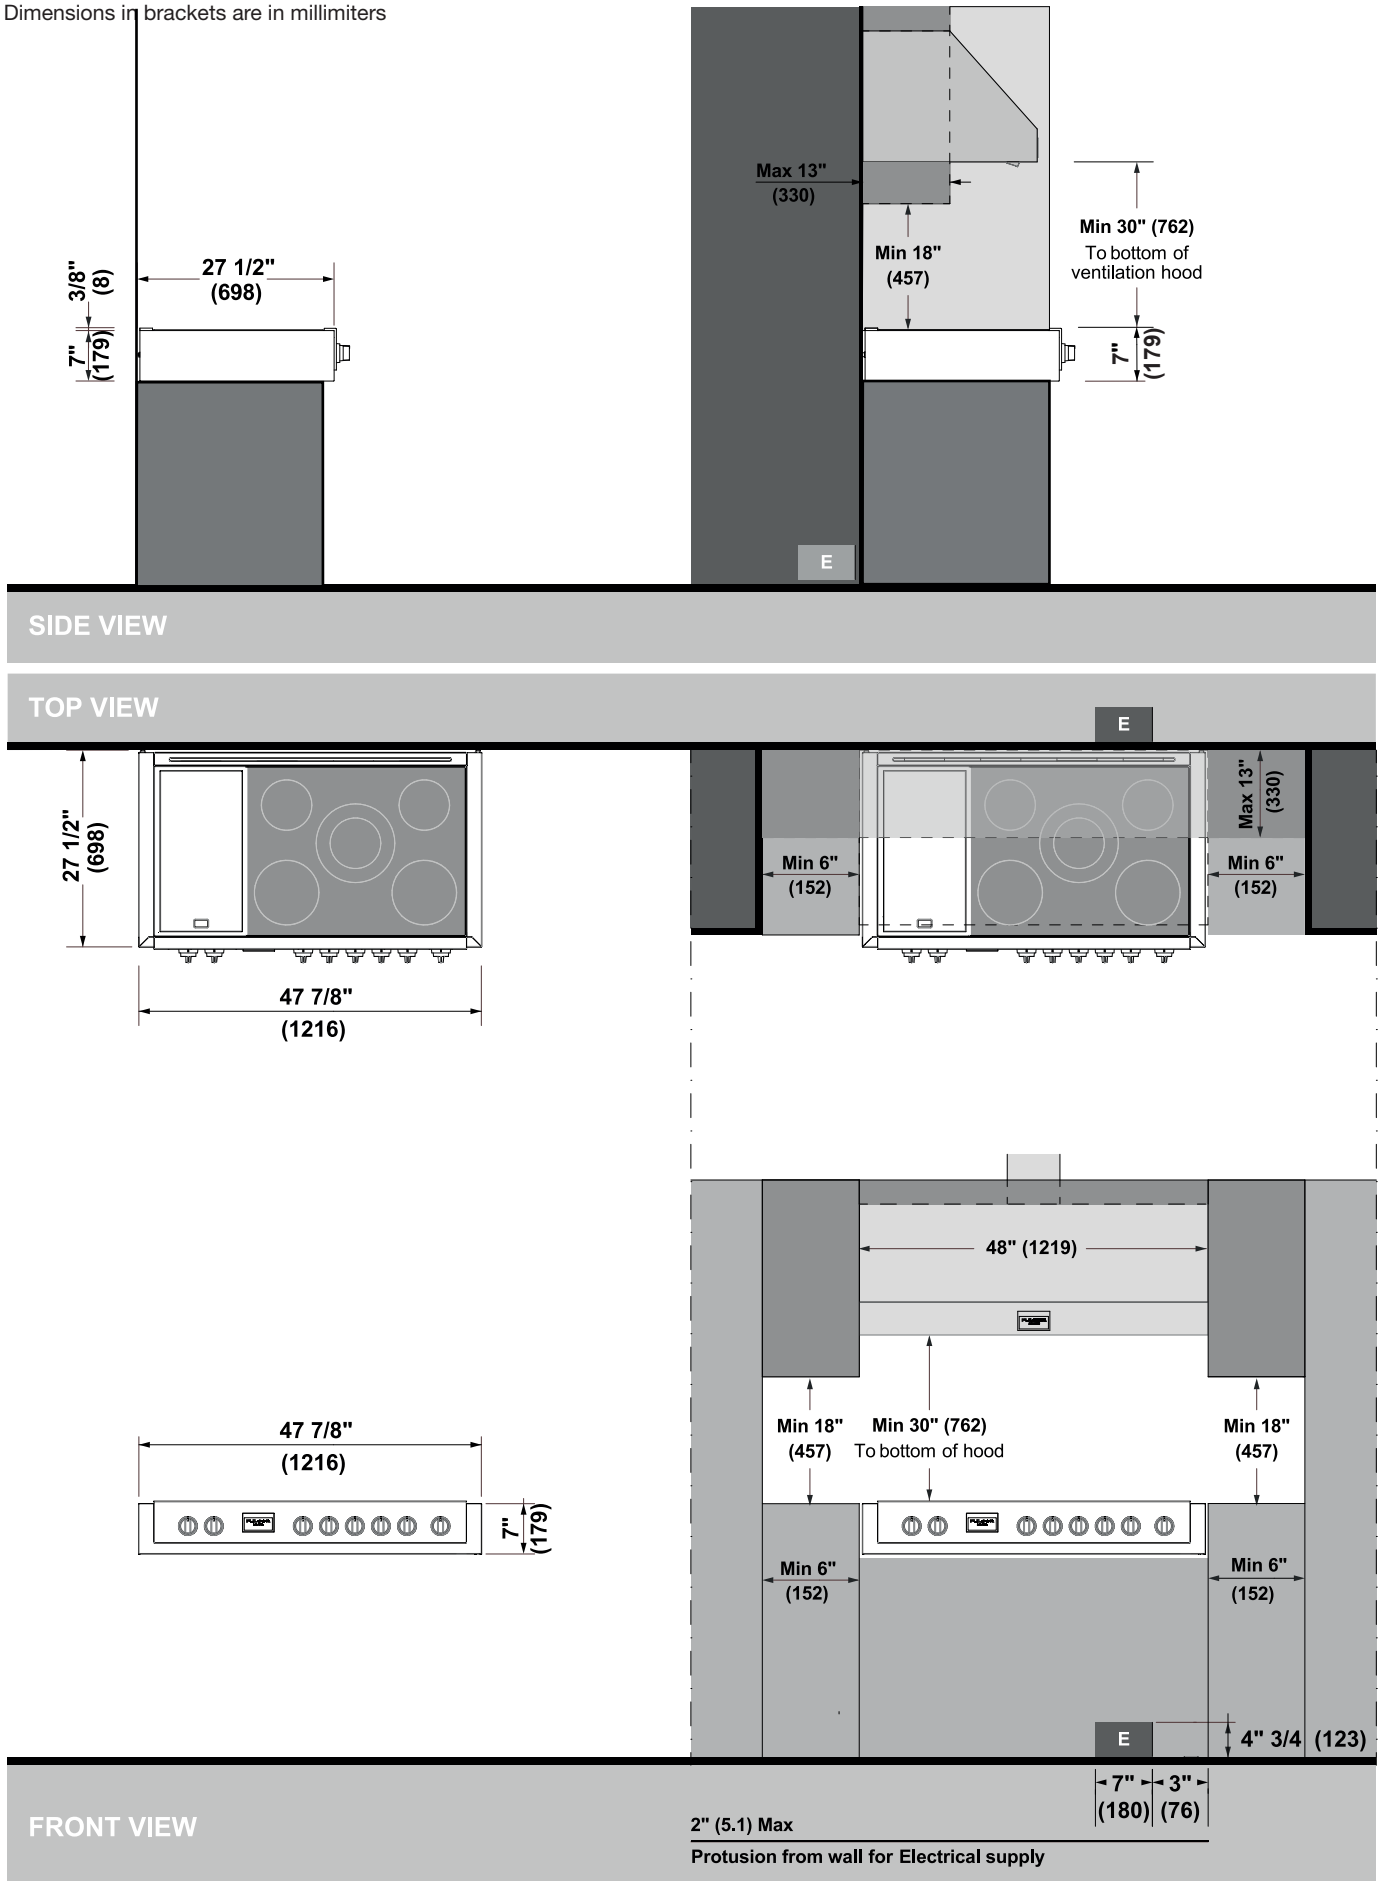 Dimensions in brackets are in millimiters
3/8"
(8)
27 1/2"
(698)
7"
(179)
Max 13"
(330)
Min 18"
(457)
Min 30" (762)
To bottom of
ventilation hood
7"
(179)
E
SIDE VIEW
TOP VIEW
E
27 1/2"
(698)
47 7/8"
(1216)
Min 6"
(152)
Max 13"
(330)
Min 6"
(152)
48" (1219)
47 7/8"
(1216)
7"
(179)
Min 18"
(457)
Min 30" (762)
To bottom of hood
Min 18"
(457)
Min 6"
(152)
Min 6"
(152)
E
4" 3/4 (123)
7"
(180)
3"
(76)
FRONT VIEW
2" (5.1) Max
Protusion from wall for Electrical supply